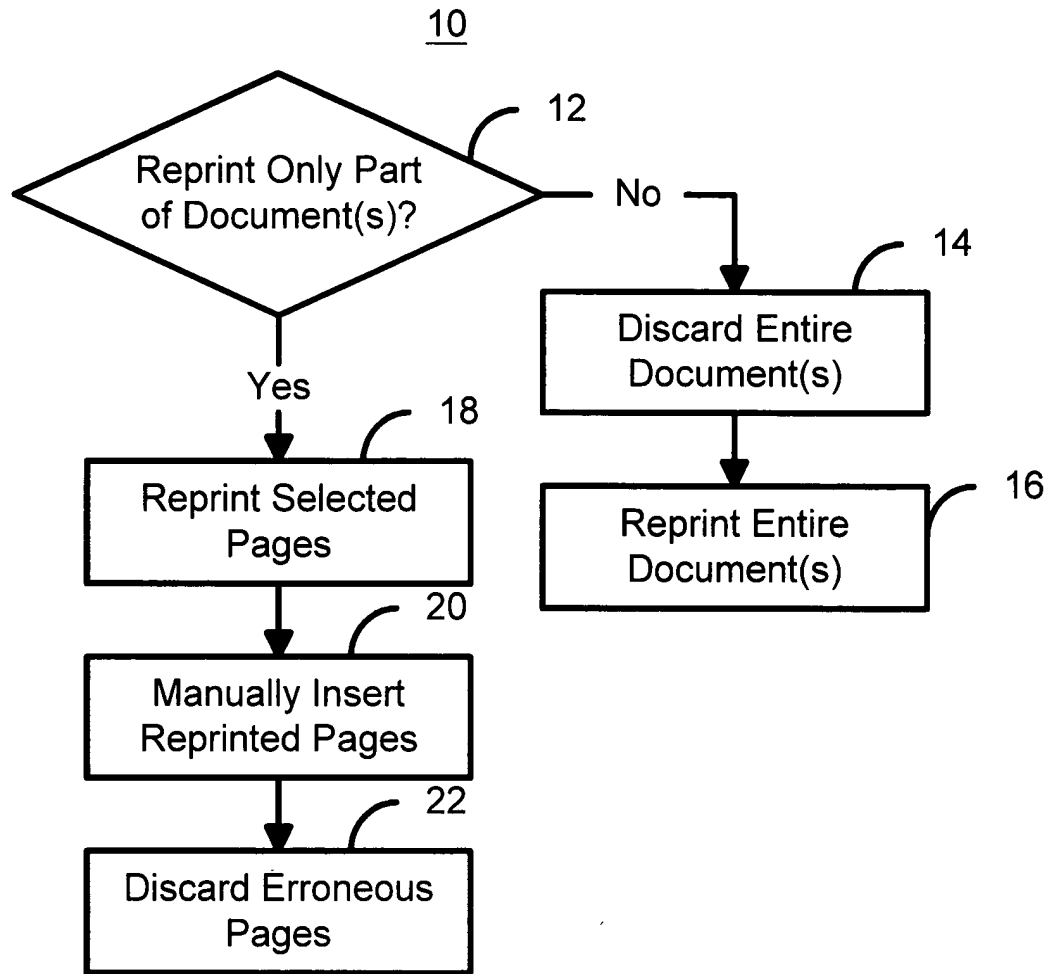 10
12
Reprint Only Part
of Document(s)?
No
14
Discard Entire
Document(s)
Yes
18
Reprint Selected
Pages
16
Reprint Entire
Document(s)
20
Manually Insert
Reprinted Pages
22
Discard Erroneous
Pages